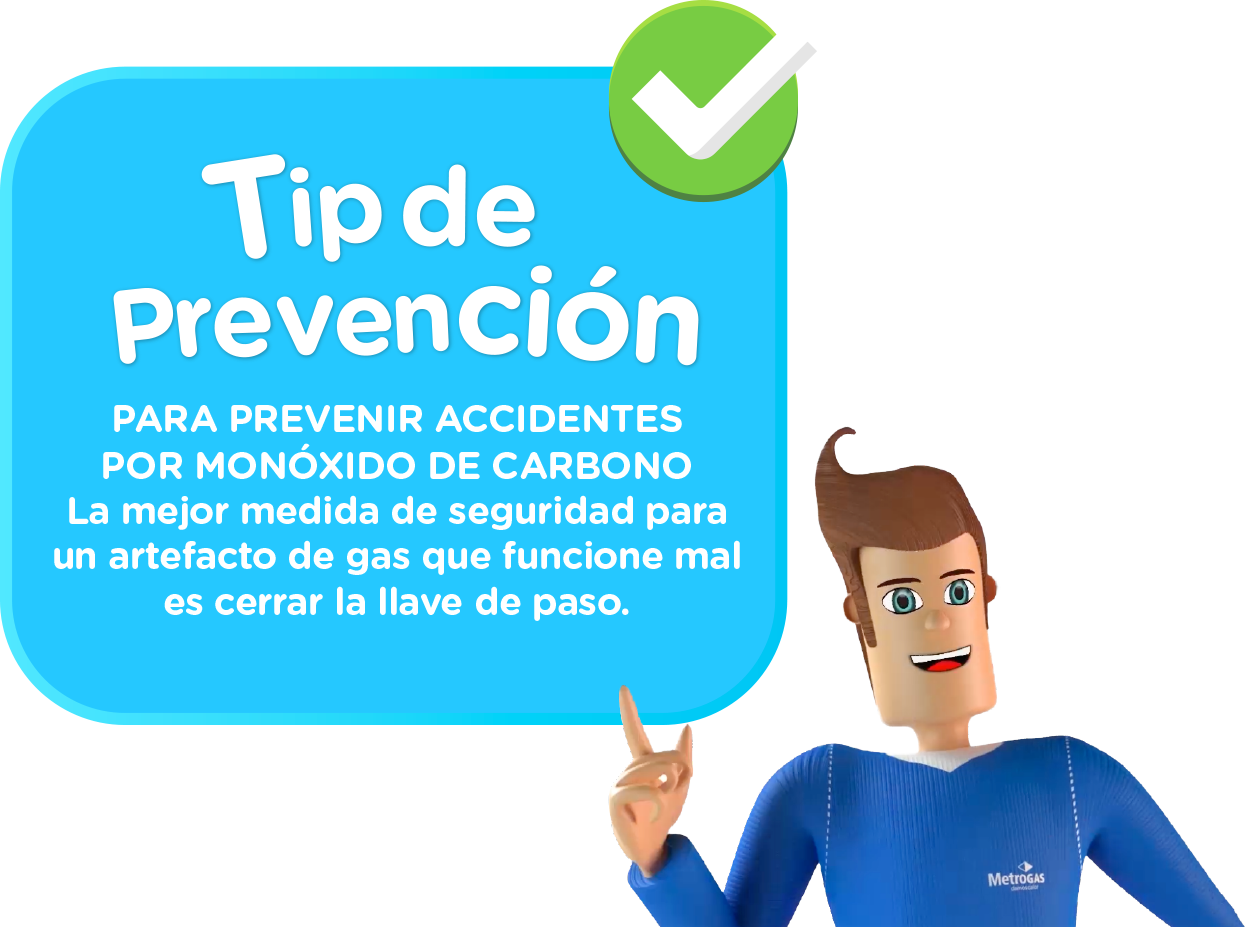 Tip de
Prevención
PARA PREVENIR ACCIDENTES
POR MONÓXIDO DE CARBONO
La mejor medida de seguridad para
un artefacto de gas que funcione mal
es cerrar la llave de paso.
MetroGAS